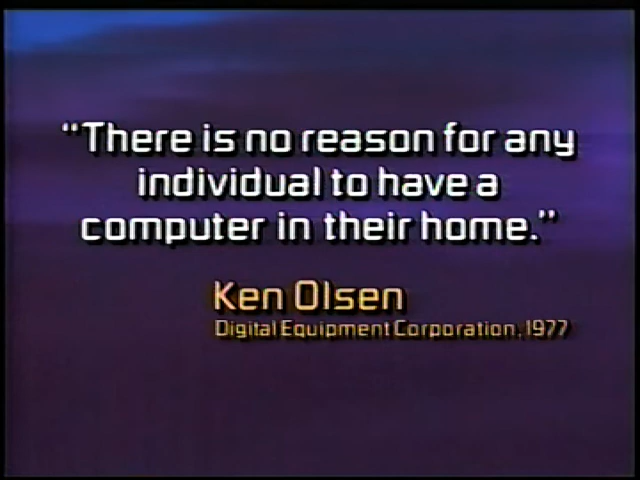 “There is no reason for any
individual to have a
computer in their home.”
Ken Olsen
Digital Equipment Corporation, 1977